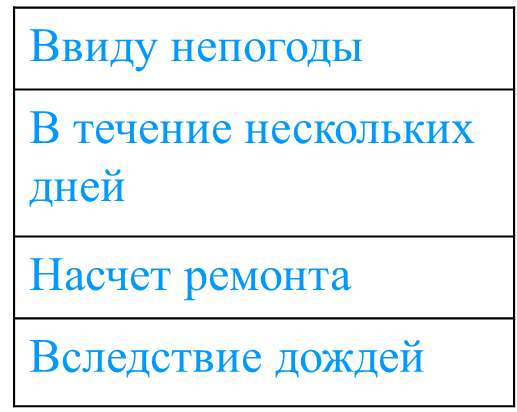 Ввиду непогоды
В течение нескольких
дней
Насчет ремонта
Вследствие дождей